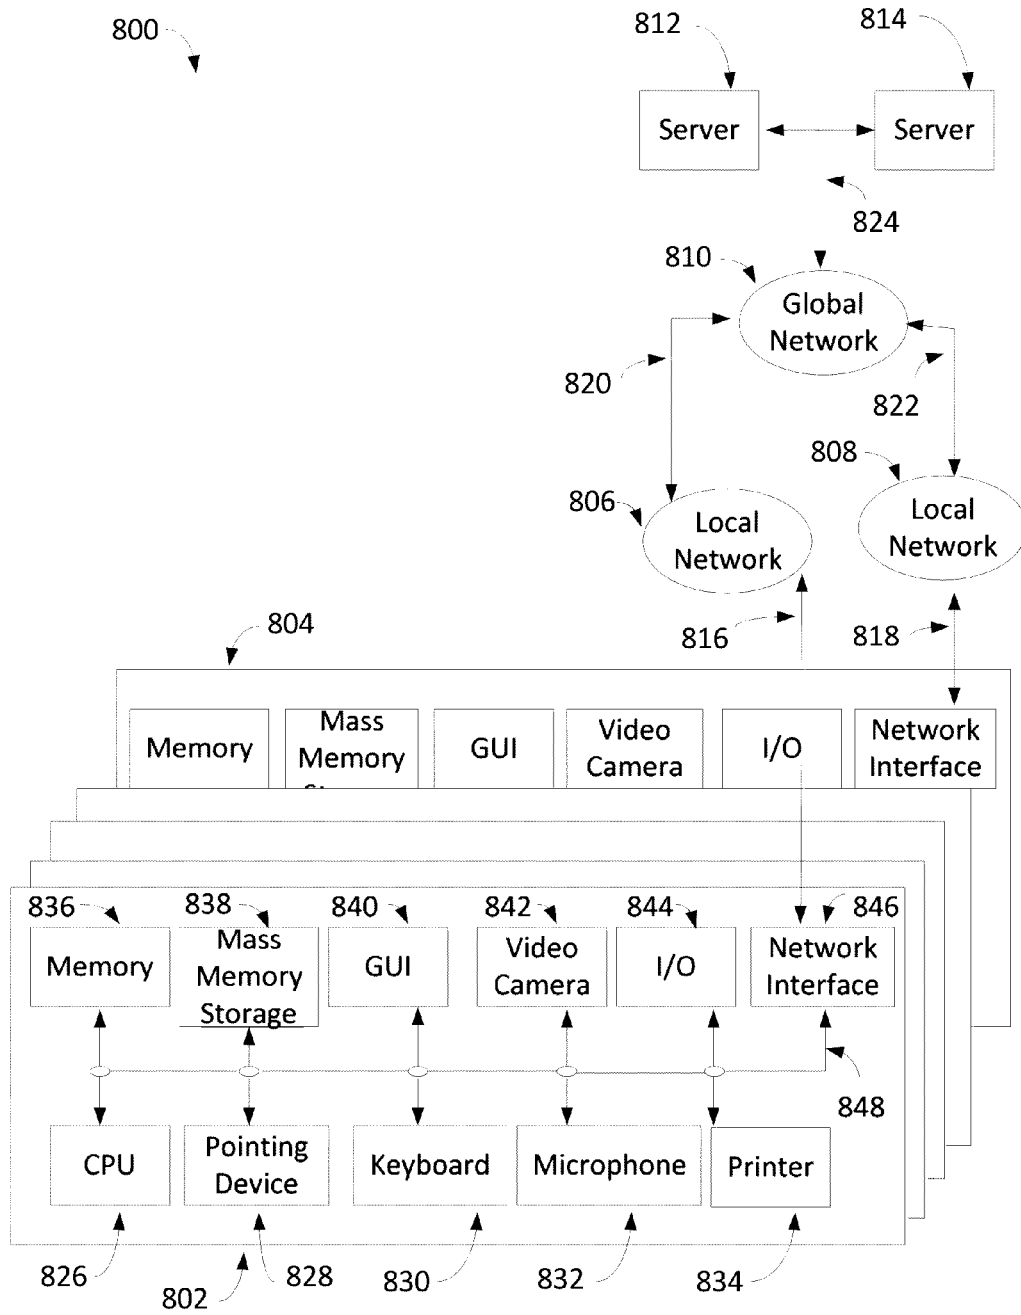 800
812
814
Server
Server
824
810
Global
Network
820
822
808
806
Local
Network
Local
Network
804
816
818
Memory
Mass
Memory
GUI
Video
Camera
I/O
Network
Interface
836
838
840
842
844
846
Memory
Mass
Memory
Storage
GUI
Video
Camera
I/O
Network
Interface
848
CPU
Pointing
Device
Keyboard
Microphone
Printer
826
802
828
830
832
834